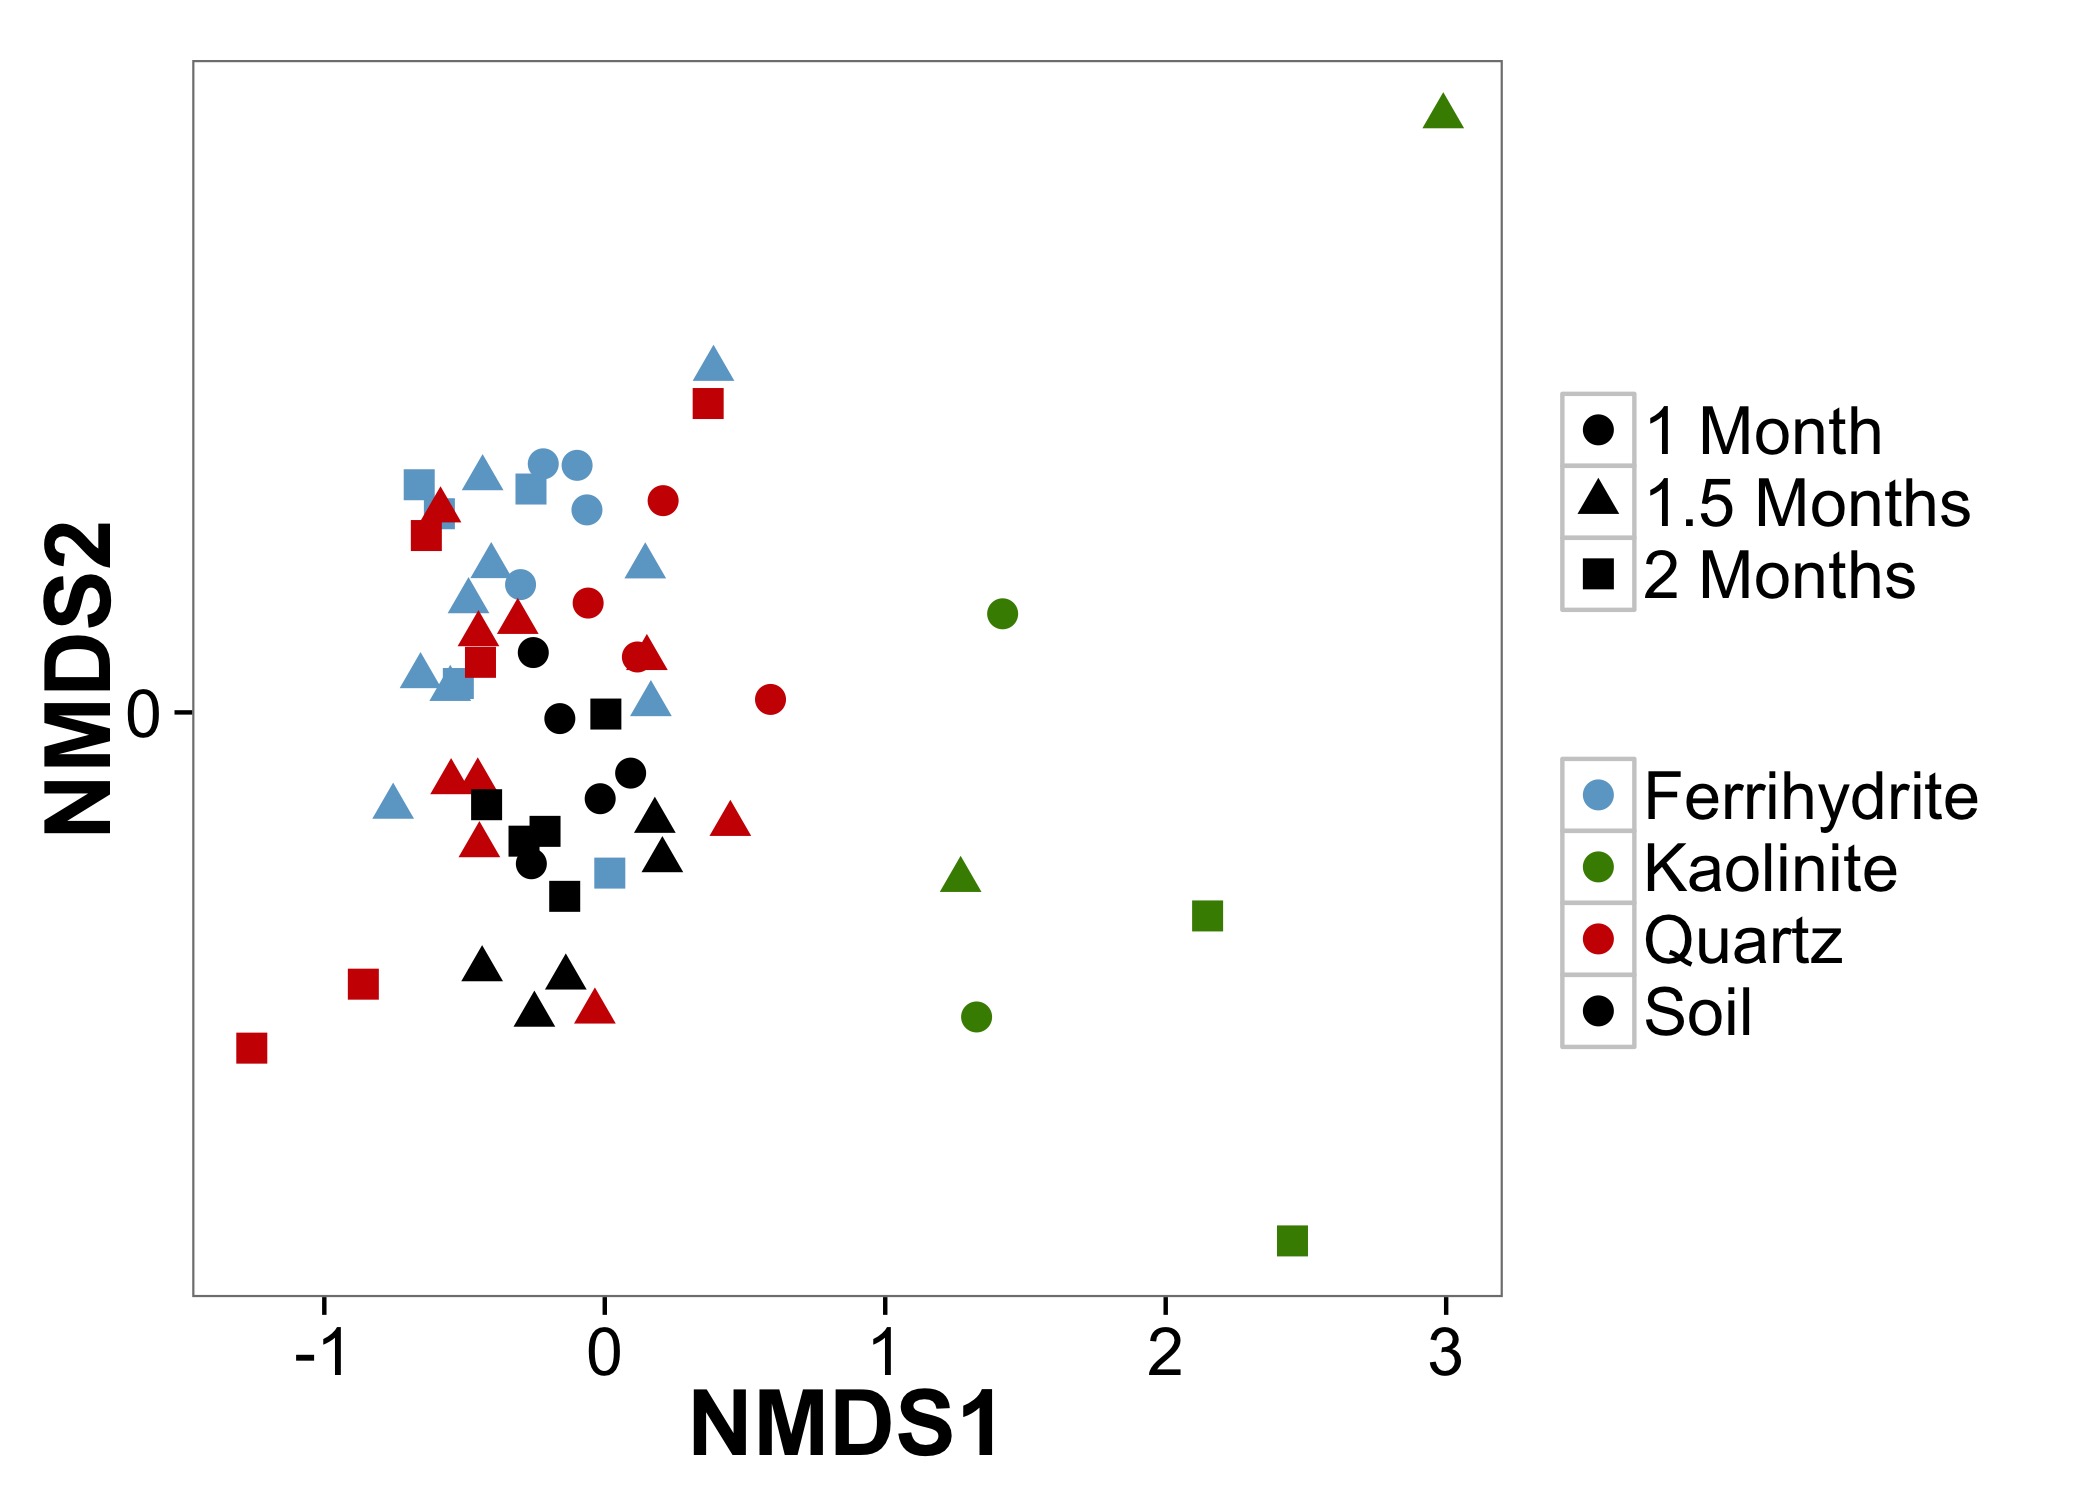 1 Month
1.5 Months
2 Months
NMDS2
0
Ferrihydrite
Kaolinite
Quartz
Soil
-1 0 1 2 3
NMDS1